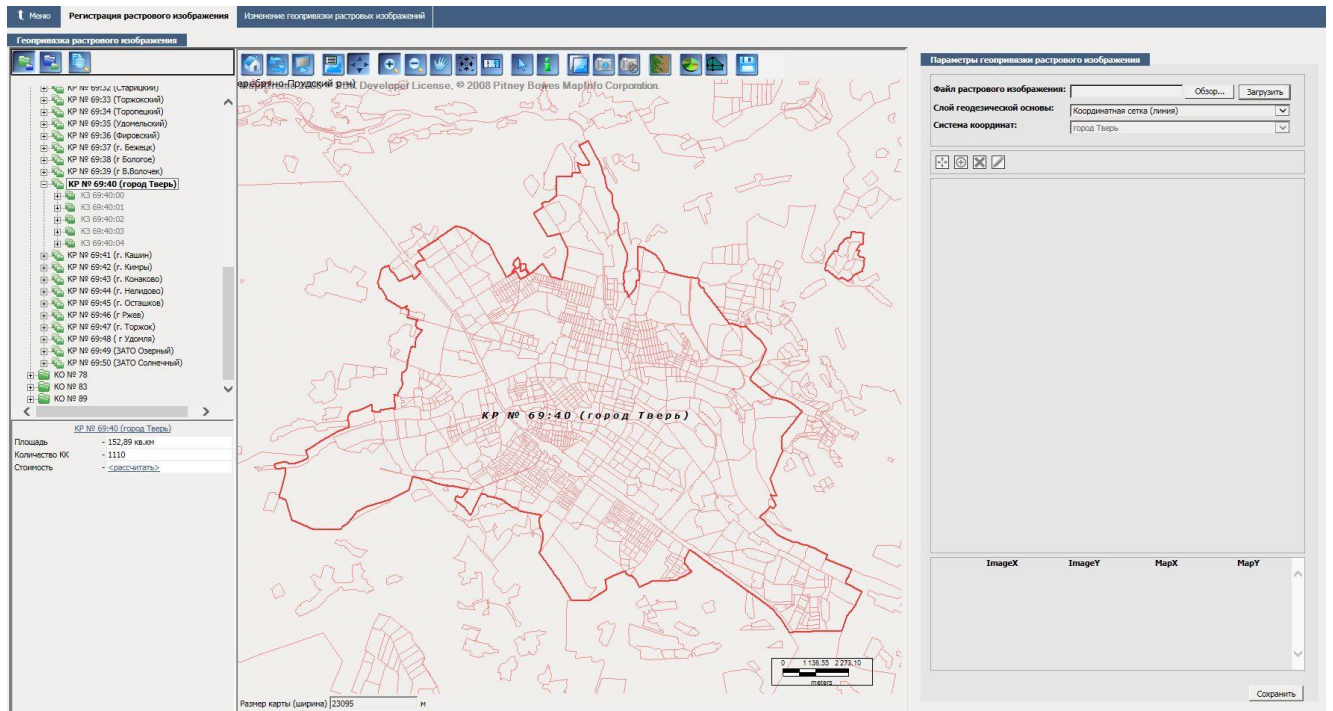 Меню Регистрация растрового изображения Изменение геопривязки растровых изображений
Геопривязка растрового изображения
КР № 69:32 (Старицкий)
КР № 69:33 (Торжокский)
КР № 69:34 (Торопецкий)
КР № 69:35 (Удомельский)
КР № 69:36 (Фировский)
КР № 69:37 (г. Бежецк)
КР № 69:38 (г Бологое)
КР № 69:39 (г В.Волочек)
КР № 69:40 (город Тверь)
КЗ 69:40:00
КЗ 69:40:01
КЗ 69:40:02
КЗ 69:40:03
КЗ 69:40:04
КР № 69:41 (г. Кашин)
КР № 69:42 (г. Кимры)
КР № 69:43 (г. Конаково)
КР № 69:44 (г. Нелидово)
КР № 69:45 (г. Осташков)
КР № 69:46 (г Ржев)
КР № 69:47 (г. Торжок)
КР № 69:48 ( г Удомля)
КР № 69:49 (ЗАТО Озерный)
КР № 69:50 (ЗАТО Солнечный)
КО № 78
КО № 83
КО № 89
КР № 69:40 (город Тверь)
Площадь - 152,89 кв.км
Количество КК - 1110
Стоимость - <рассчитать>
Developer License, © 2008 Pitney Bowes MapInfo Corporation.
КР № 69:40 (город Тверь)
0 1 136,55 2 273,10
meters
Размер карты (ширина) 23095 м
Параметры геопривязки растрового изображения
Файл растрового изображения: Обзор... Загрузить
Слой геодезической основы: Координатная сетка (линия)
Система координат: город Тверь
ImageX ImageY MapX MapY
Сохранить